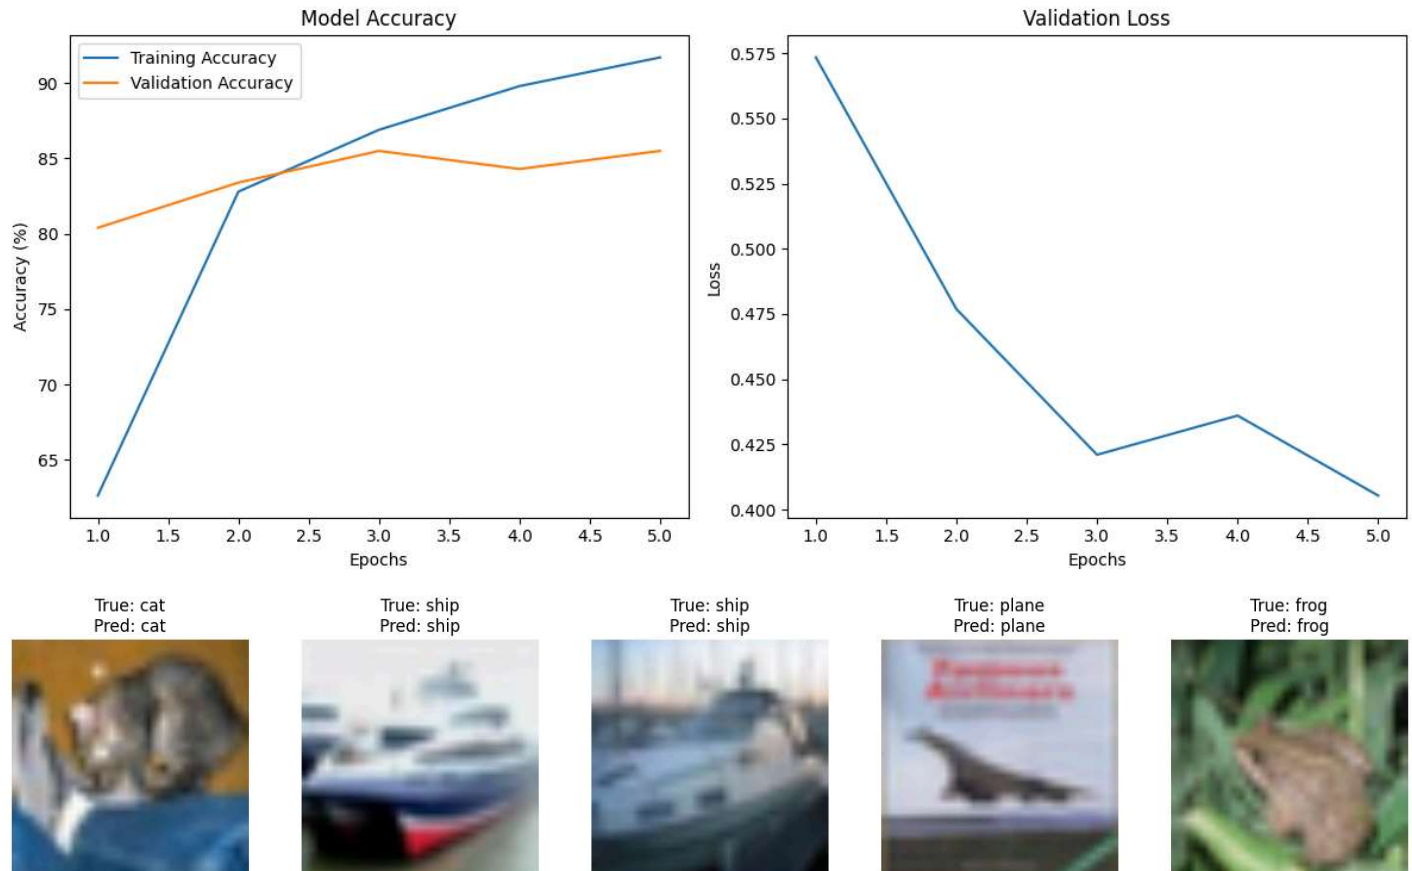 Model Accuracy
Training Accuracy
Validation Accuracy
Accuracy (%)
90
85
80
75
70
65
1.0 1.5 2.0 2.5 3.0 3.5 4.0 4.5 5.0
Epochs
Validation Loss
Loss
0.575
0.550
0.525
0.500
0.475
0.450
0.425
0.400
1.0 1.5 2.0 2.5 3.0 3.5 4.0 4.5 5.0
Epochs
True: cat
Pred: cat
True: ship
Pred: ship
True: ship
Pred: ship
True: plane
Pred: plane
True: frog
Pred: frog